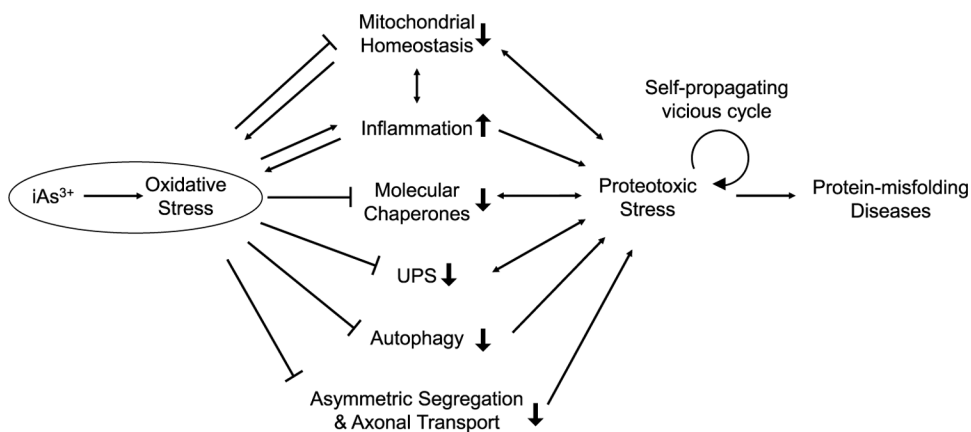 Mitochondrial
Homeostasis
Self-propagating
vicious cycle
Inflammation
iAs³⁺
Oxidative
Stress
Molecular
Chaperones
Proteotoxic
Stress
Protein-misfolding
Diseases
UPS
Autophagy
Asymmetric Segregation
& Axonal Transport